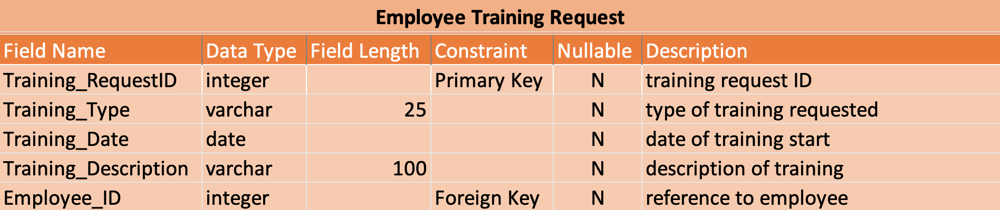 Employee Training Request
Field Name Data Type Field Length Constraint Nullable Description
Training_RequestID integer Primary Key N training request ID
Training_Type varchar 25 N type of training requested
Training_Date date N date of training start
Training_Description varchar 100 N description of training
Employee_ID integer Foreign Key N reference to employee